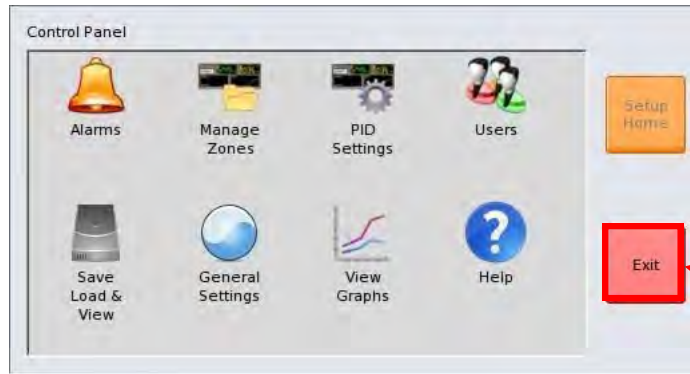 Control Panel
Alarms
Manage
Zones
PID
Settings
Users
Setup
Home
Save
Load &
View
General
Settings
View
Graphs
Help
Exit